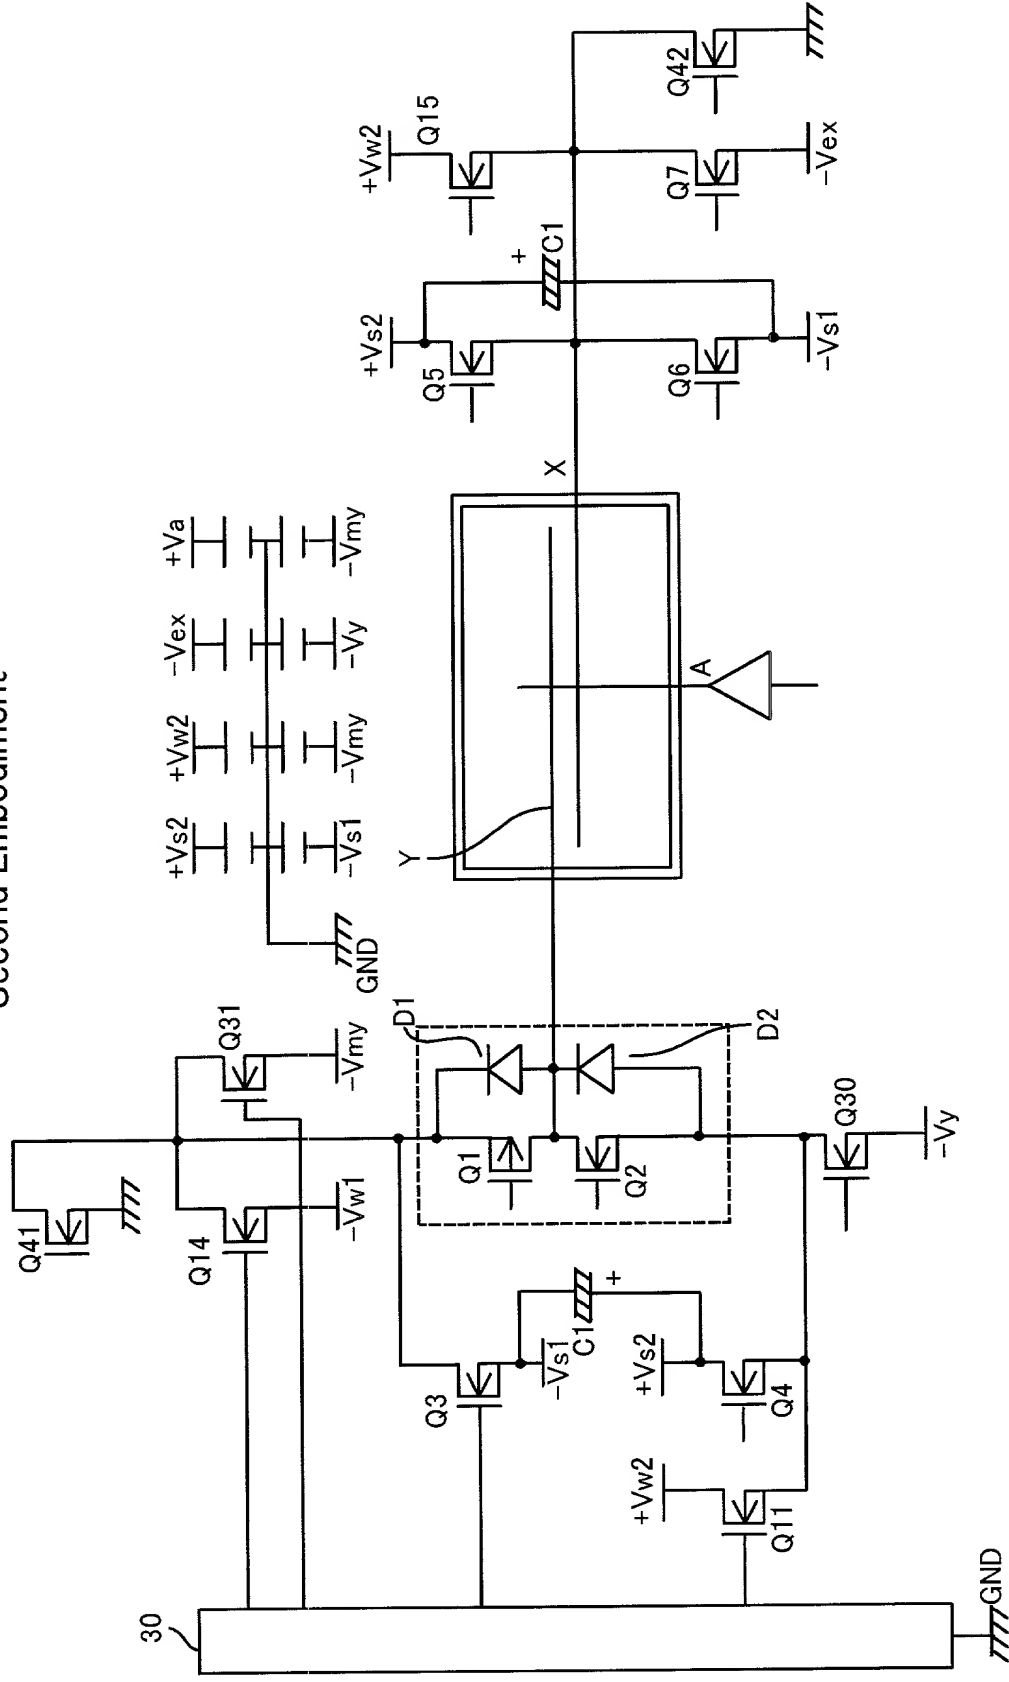 Second Embodiment
Q41
30
+Vs2
+Vw2
-Vex
+Va
Q14
Q31
-Vw1
-Vmy
-Vs1
-Vmy
-Vy
-Vmy
GND
+Vs2
+Vw2
D1
Y
Q3
Q1
Q5
Q15
-Vs1
C1
+
X
+
C1
+Vw2
+Vs2
Q2
A
Q6
Q7
Q42
Q11
Q4
D2
Q30
-Vs1
-Vex
-Vy
GND